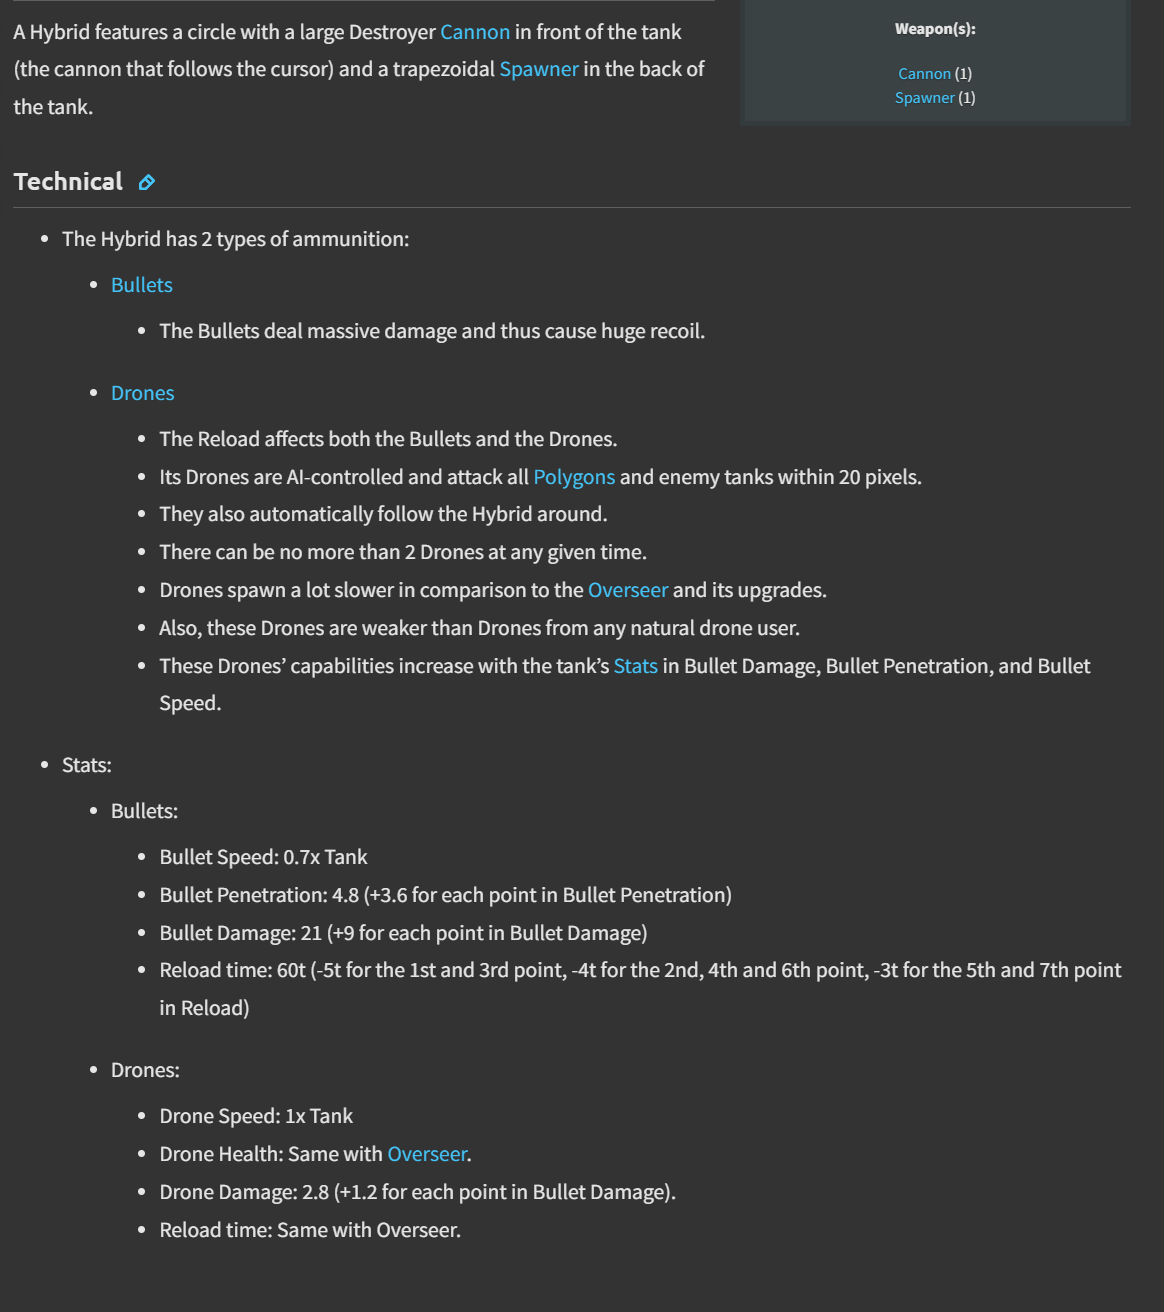 A Hybrid features a circle with a large Destroyer Cannon in front of the tank
(the cannon that follows the cursor) and a trapezoidal Spawner in the back of
the tank.
Weapon(s):
Cannon (1)
Spawner (1)
Technical
The Hybrid has 2 types of ammunition:
Bullets
The Bullets deal massive damage and thus cause huge recoil.
Drones
The Reload affects both the Bullets and the Drones.
Its Drones are AI-controlled and attack all Polygons and enemy tanks within 20 pixels.
They also automatically follow the Hybrid around.
There can be no more than 2 Drones at any given time.
Drones spawn a lot slower in comparison to the Overseer and its upgrades.
Also, these Drones are weaker than Drones from any natural drone user.
These Drones’ capabilities increase with the tank’s Stats in Bullet Damage, Bullet Penetration, and Bullet
Speed.
Stats:
Bullets:
Bullet Speed: 0.7x Tank
Bullet Penetration: 4.8 (+3.6 for each point in Bullet Penetration)
Bullet Damage: 21 (+9 for each point in Bullet Damage)
Reload time: 60t (-5t for the 1st and 3rd point, -4t for the 2nd, 4th and 6th point, -3t for the 5th and 7th point
in Reload)
Drones:
Drone Speed: 1x Tank
Drone Health: Same with Overseer.
Drone Damage: 2.8 (+1.2 for each point in Bullet Damage).
Reload time: Same with Overseer.